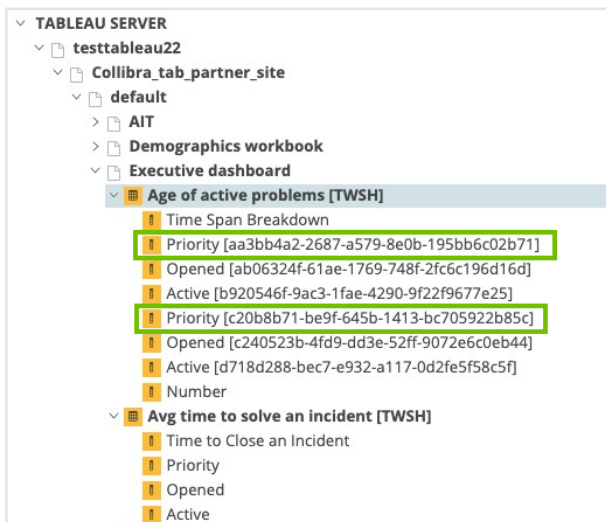 TABLEAU SERVER
testtableau22
Collibra_tab_partner_site
default
AIT
Demographics workbook
Executive dashboard
Age of active problems [TWSH]
Time Span Breakdown
Priority [aa3bb4a2-2687-a579-8e0b-195bb6c02b71]
Opened [ab06324f-61ae-1769-748f-2fc6c196d16d]
Active [b920546f-9ac3-1fae-4290-9f22f9677e25]
Priority [c20b8b71-be9f-645b-1413-bc705922b85c]
Opened [c240523b-4fd9-dd3e-52ff-9072e6c0eb44]
Active [d718d288-bec7-e932-a117-0d2fe5f58c5f]
Number
Avg time to solve an incident [TWSH]
Time to Close an Incident
Priority
Opened
Active